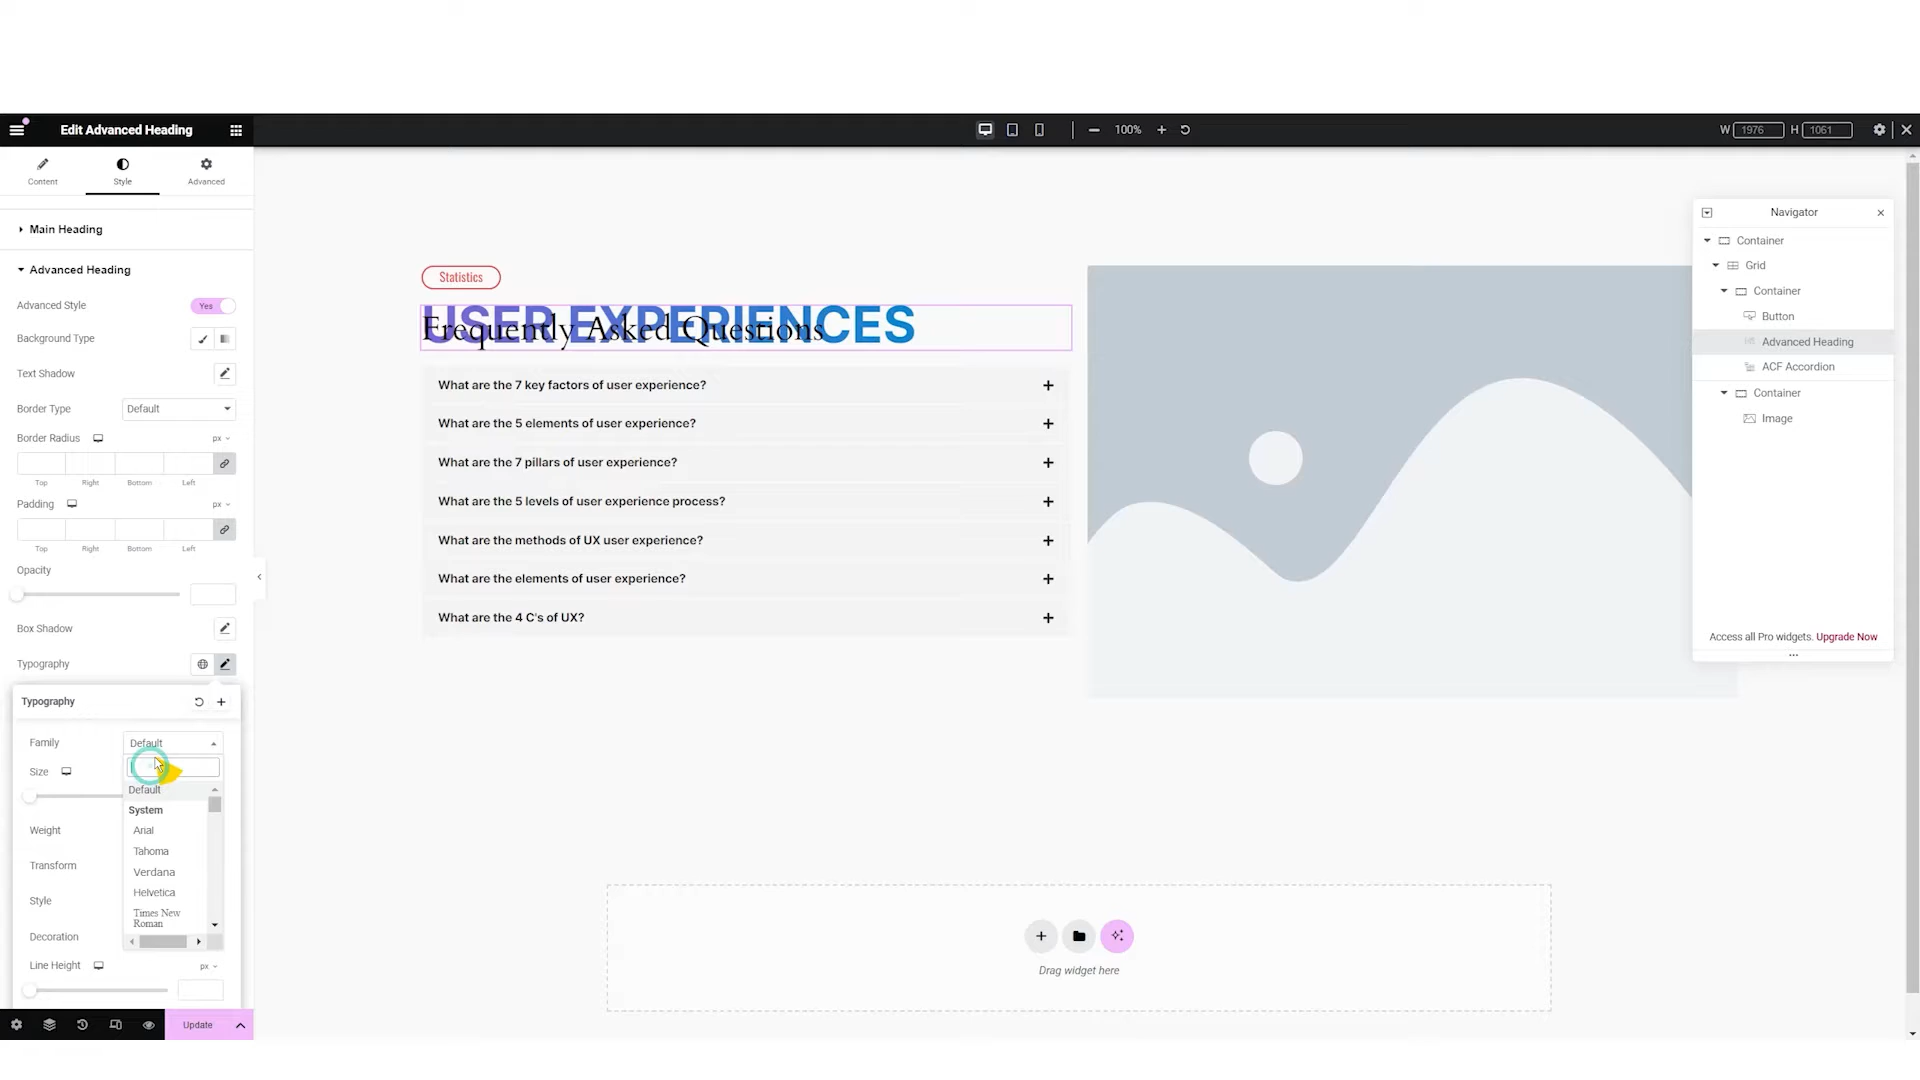 Edit Advanced Heading
100%
W 1976 H 1061
Content
Style
Advanced
Main Heading
Advanced Heading
Advanced Style Yes
Background Type
Text Shadow
Border Type Default
Border Radius px
Top Right Bottom Left
Padding px
Top Right Bottom Left
Opacity
Box Shadow
Typography
Typography
Family Default
Size
Default
System
Arial
Weight
Tahoma
Transform
Verdana
Helvetica
Style
Times New
Roman
Decoration
Line Height px
Update
Statistics
USER EXPERIENCES
Frequently Asked Questions
What are the 7 key factors of user experience?
What are the 5 elements of user experience?
What are the 7 pillars of user experience?
What are the 5 levels of user experience process?
What are the methods of UX user experience?
What are the elements of user experience?
What are the 4 C's of UX?
Drag widget here
Navigator
Container
Grid
Container
Button
Advanced Heading
ACF Accordion
Container
Image
Access all Pro widgets. Upgrade Now